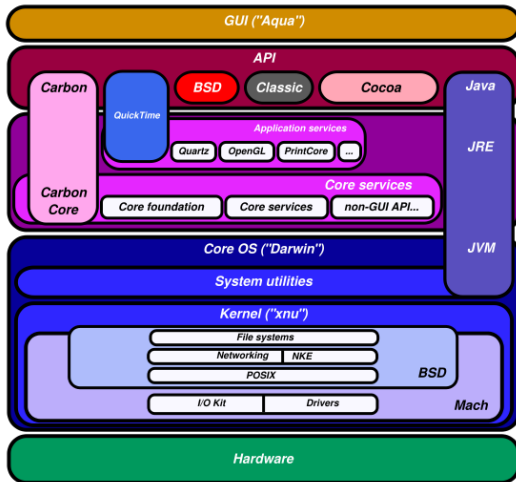 GUI ("Aqua")
API
Carbon
QuickTime
BSD
Classic
Cocoa
Java
Application services
Quartz
OpenGL
PrintCore
...
JRE
Core services
Carbon
Core
Core foundation
Core services
non-GUI API...
Core OS ("Darwin")
JVM
System utilities
Kernel ("xnu")
File systems
Networking
NKE
POSIX
BSD
I/O Kit
Drivers
Mach
Hardware